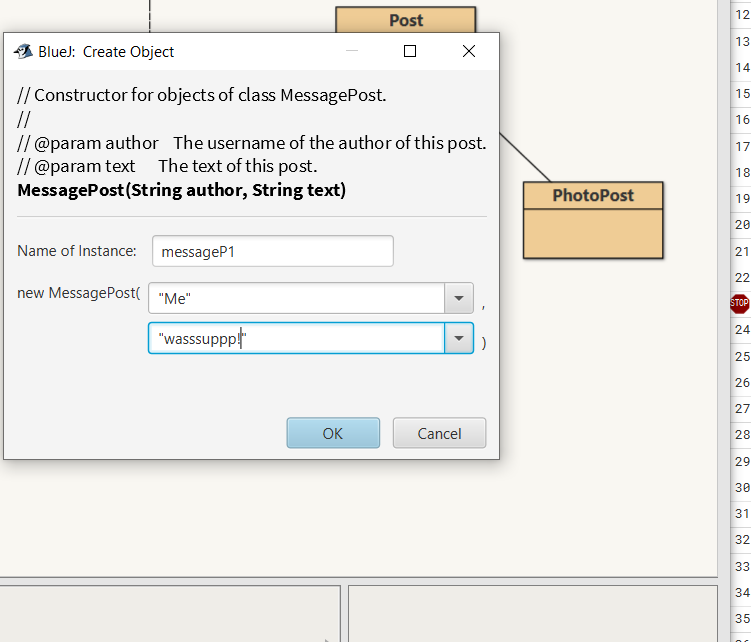 Post
BlueJ: Create Object
// Constructor for objects of class MessagePost.
//
// @param author The username of the author of this post.
// @param text The text of this post.
MessagePost(String author, String text)
Name of Instance: messageP1
new MessagePost( "Me" ,
"wasssuppp!" )
OK Cancel
PhotoPost
12
13
14
15
16
17
18
19
20
21
22
STOP
24
25
26
27
28
29
30
31
32
33
34
35